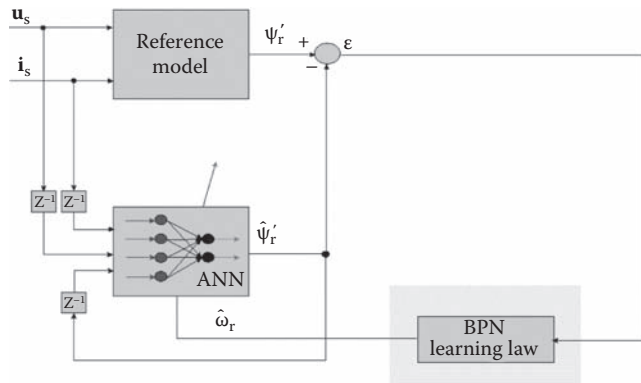 u_s
i_s
Reference
model
ψ_r′
+
−
ε
Z⁻¹
Z⁻¹
ANN
ψ̂_r′
Z⁻¹
ω̂_r
BPN
learning law